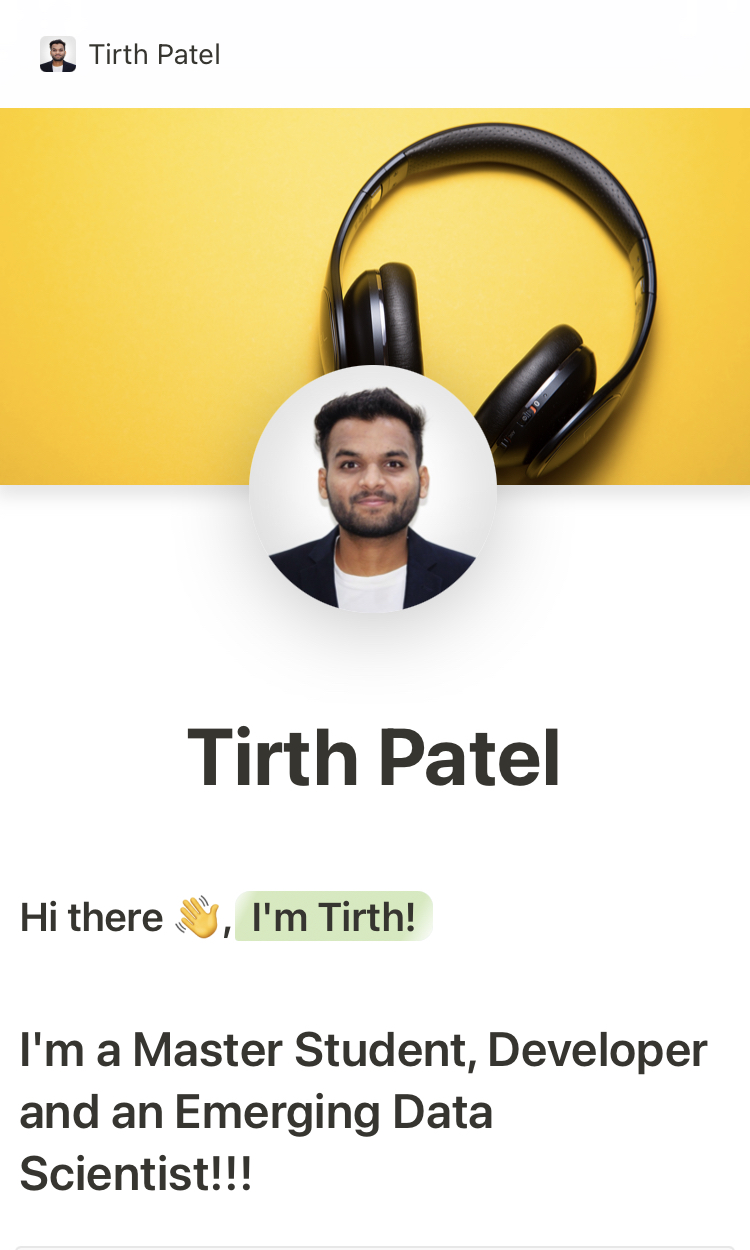 Tirth Patel
Tirth Patel
Hi there 👋, I'm Tirth!
I'm a Master Student, Developer
and an Emerging Data
Scientist!!!